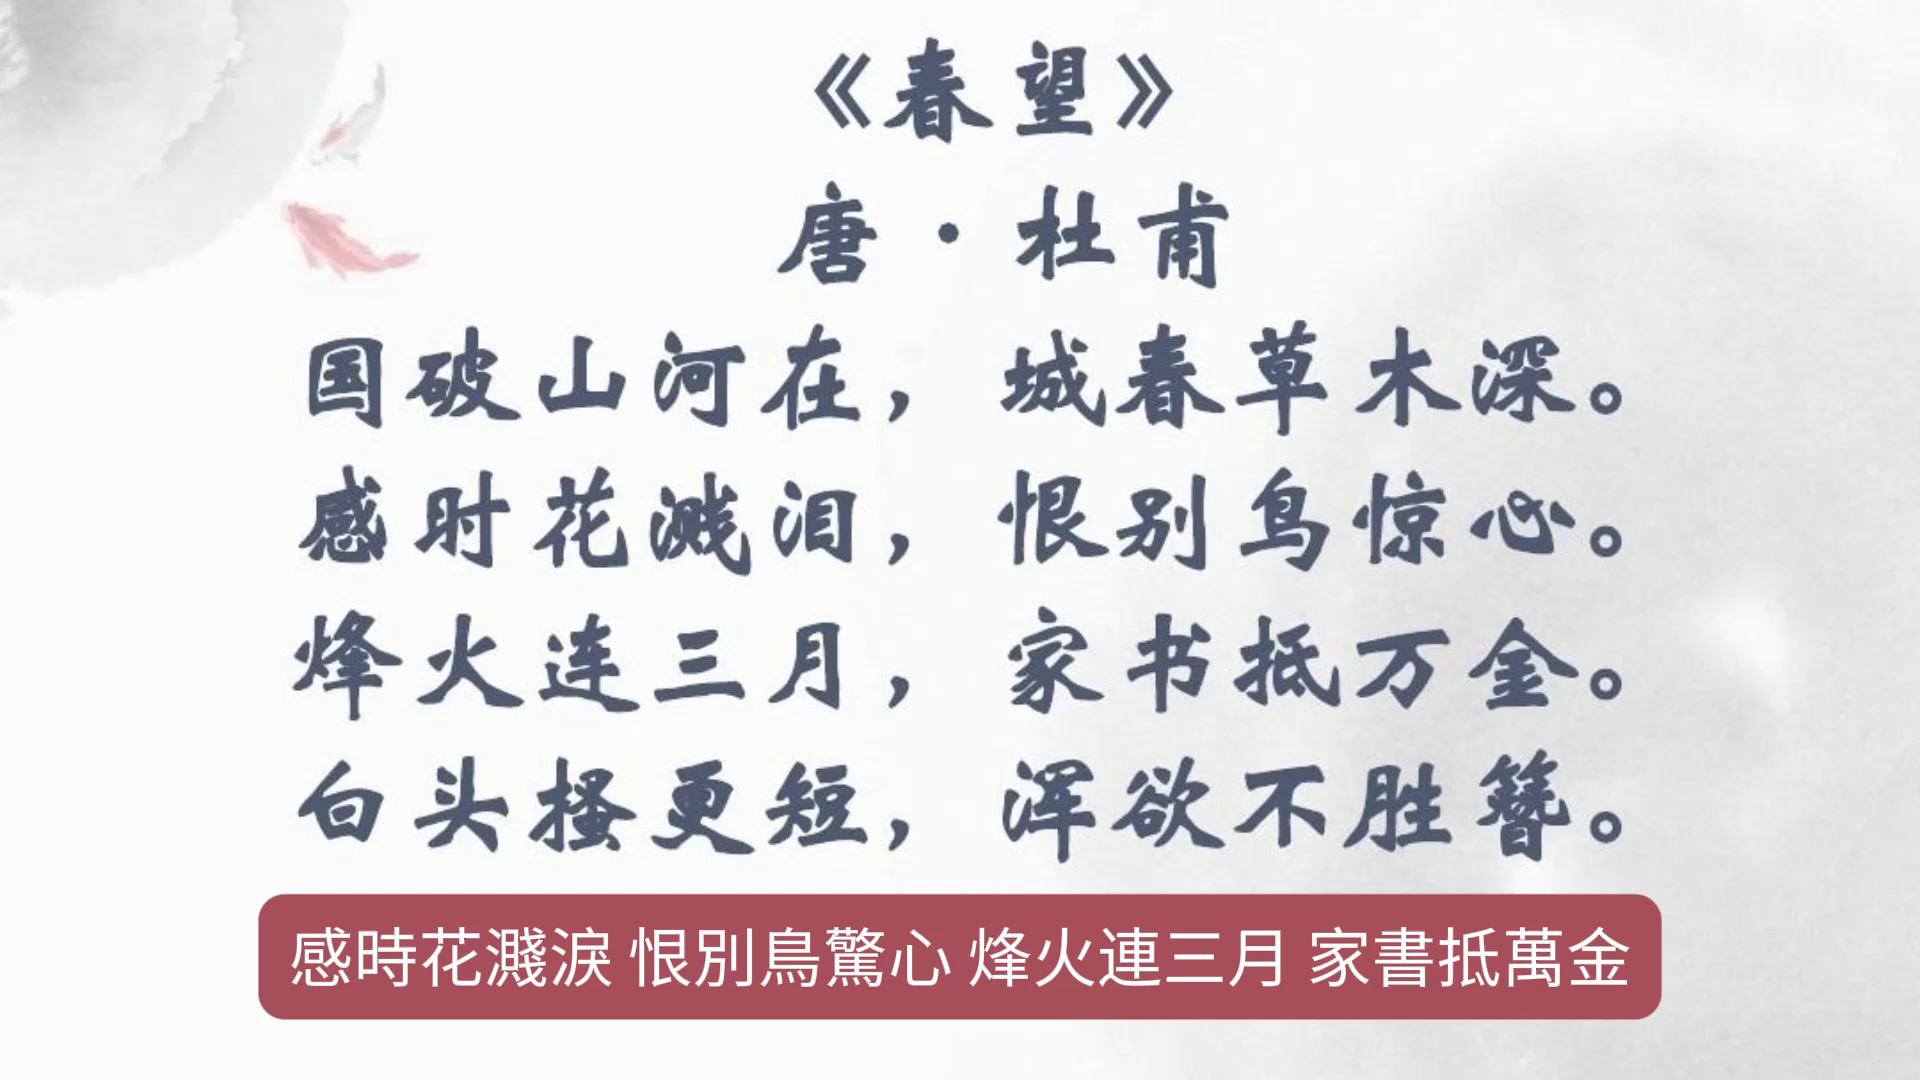 《春望》
唐·杜甫
国破山河在，城春草木深。
感时花溅泪，恨别鸟惊心。
烽火连三月，家书抵万金。
白头搔更短，浑欲不胜簪。
感時花濺淚 恨別鳥驚心 烽火連三月 家書抵萬金